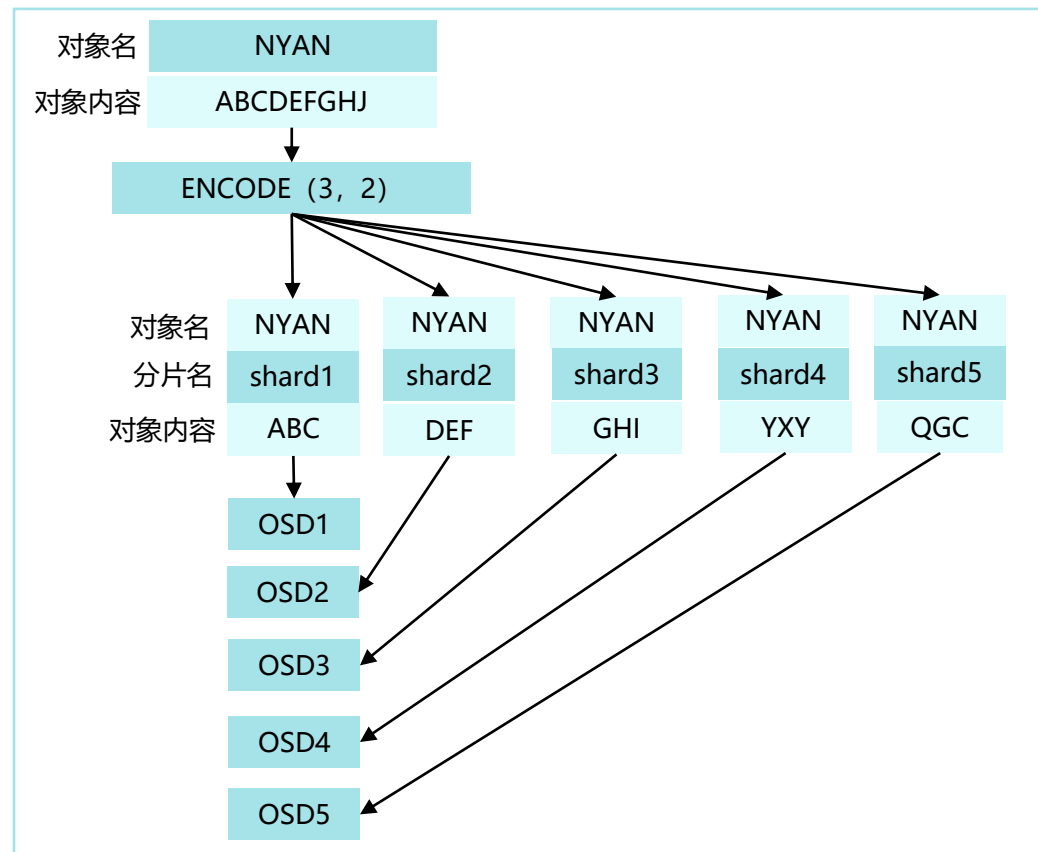 对象名 NYAN
对象内容 ABCDEFGHJ
ENCODE（3，2）
对象名 NYAN NYAN NYAN NYAN NYAN
分片名 shard1 shard2 shard3 shard4 shard5
对象内容 ABC DEF GHI YXY QGC
OSD1
OSD2
OSD3
OSD4
OSD5